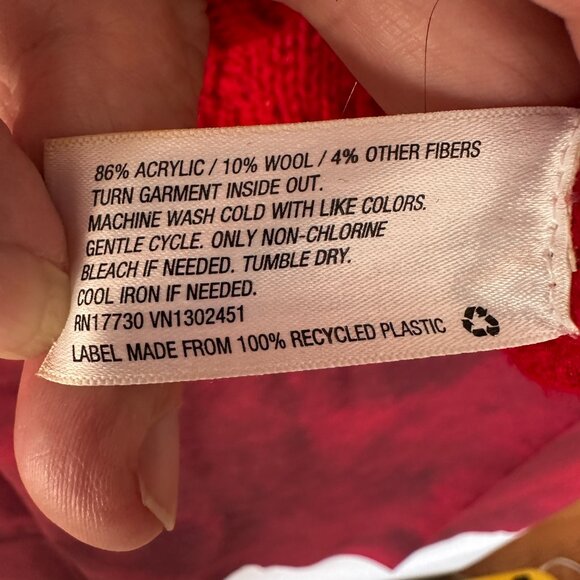 86% ACRYLIC / 10% WOOL / 4% OTHER FIBERS
TURN GARMENT INSIDE OUT.
MACHINE WASH COLD WITH LIKE COLORS.
GENTLE CYCLE. ONLY NON-CHLORINE
BLEACH IF NEEDED. TUMBLE DRY.
COOL IRON IF NEEDED.
RN17730 VN1302451
LABEL MADE FROM 100% RECYCLED PLASTIC